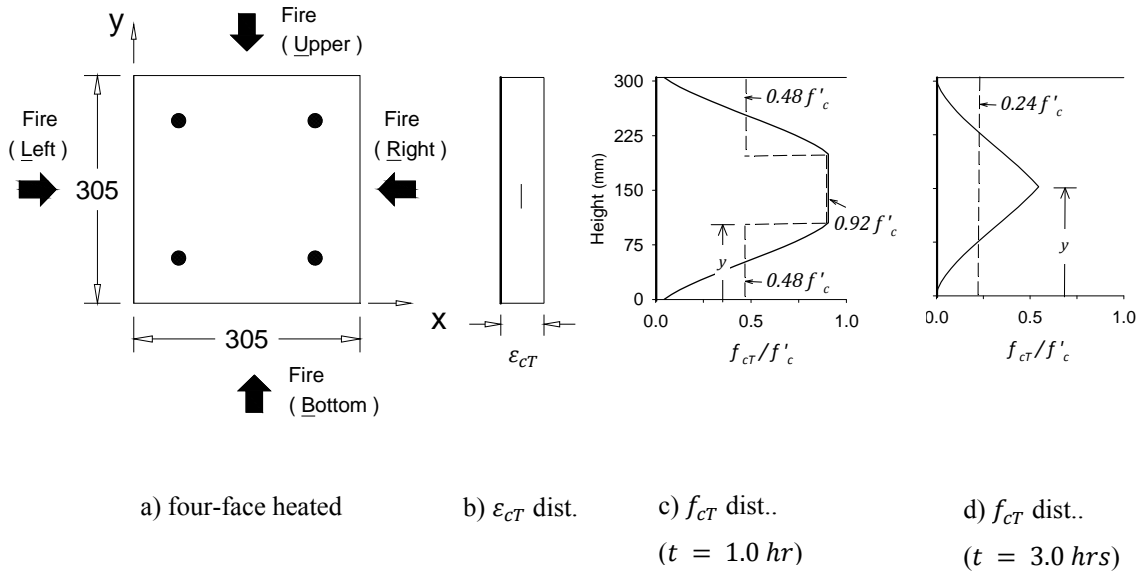 y
Fire
( Upper )
Fire
( Left )
Fire
( Right )
305
305
x
Fire
( Bottom )
ε_cT
300
225
150
75
0
Height (mm)
0.48 f'_c
0.92 f'_c
y
0.48 f'_c
0.0
0.5
1.0
f_cT / f'_c
0.24 f'_c
y
0.0
0.5
1.0
f_cT / f'_c
a) four-face heated
b) ε_cT dist.
c) f_cT dist..
(t = 1.0 hr)
d) f_cT dist..
(t = 3.0 hrs)